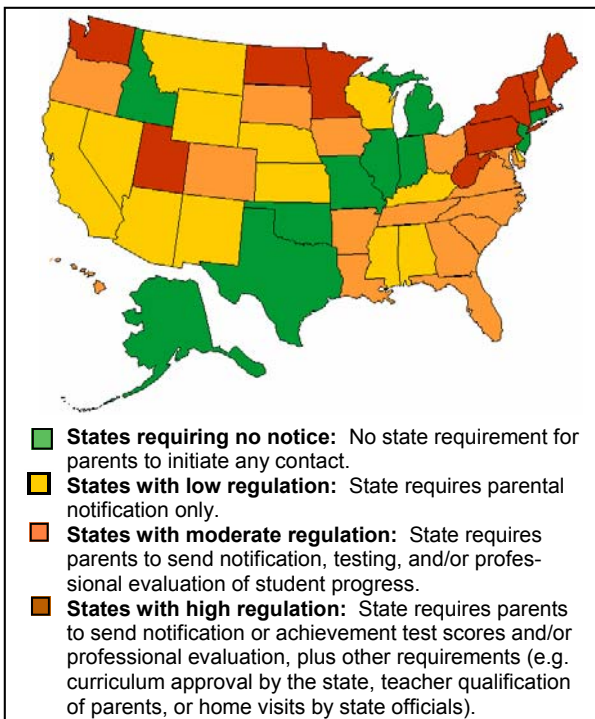 States requiring no notice: No state requirement for
parents to initiate any contact.
States with low regulation: State requires parental
notification only.
States with moderate regulation: State requires
parents to send notification, testing, and/or profes-
sional evaluation of student progress.
States with high regulation: State requires parents
to send notification or achievement test scores and/or
professional evaluation, plus other requirements (e.g.
curriculum approval by the state, teacher qualification
of parents, or home visits by state officials).